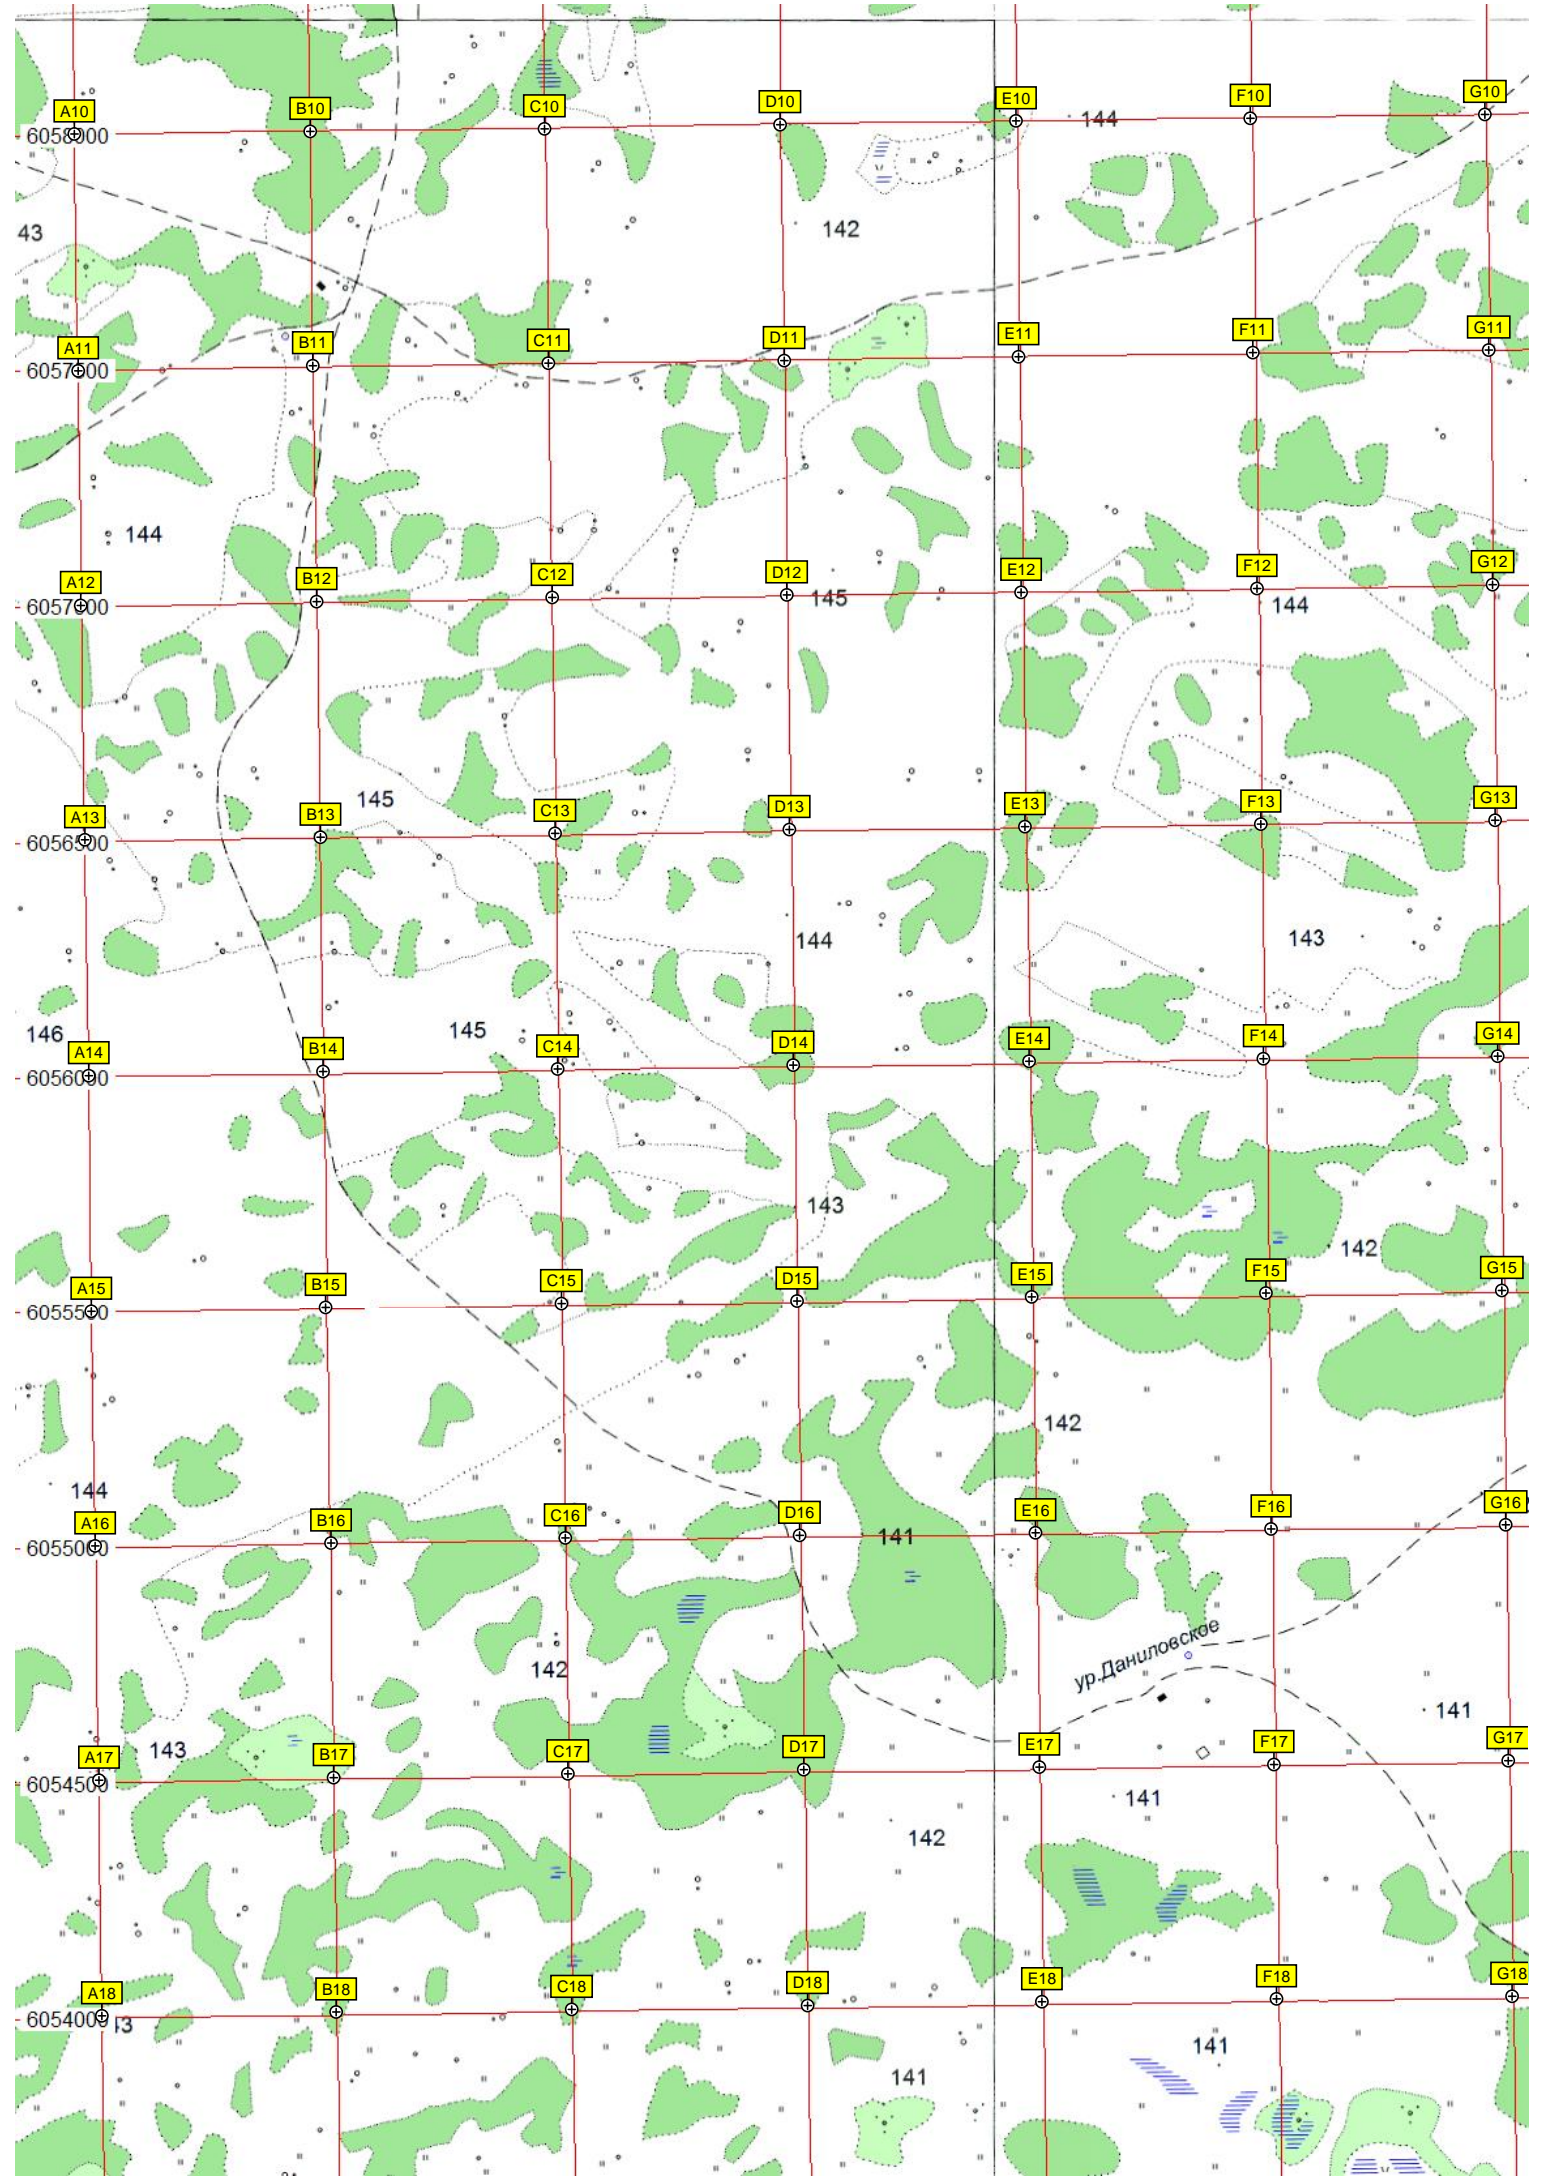 A10 B10 C10 D10 E10 F10 G10
6058000 144
43 142
A11 B11 C11 D11 E11 F11 G11
6057000
144
A12 B12 C12 D12 E12 F12 G12
6057000 145 144
145
A13 B13 C13 D13 E13 F13 G13
6056500
144 143
146 145
A14 B14 C14 D14 E14 F14 G14
6056000
143
142
A15 B15 C15 D15 E15 F15 G15
6055500
142
144
A16 B16 C16 D16 E16 F16 G16
6055000 141
ур.Даниловское
142
141
143
A17 B17 C17 D17 E17 F17 G17
6054500
141
142
A18 B18 C18 D18 E18 F18 G18
6054000
141
141